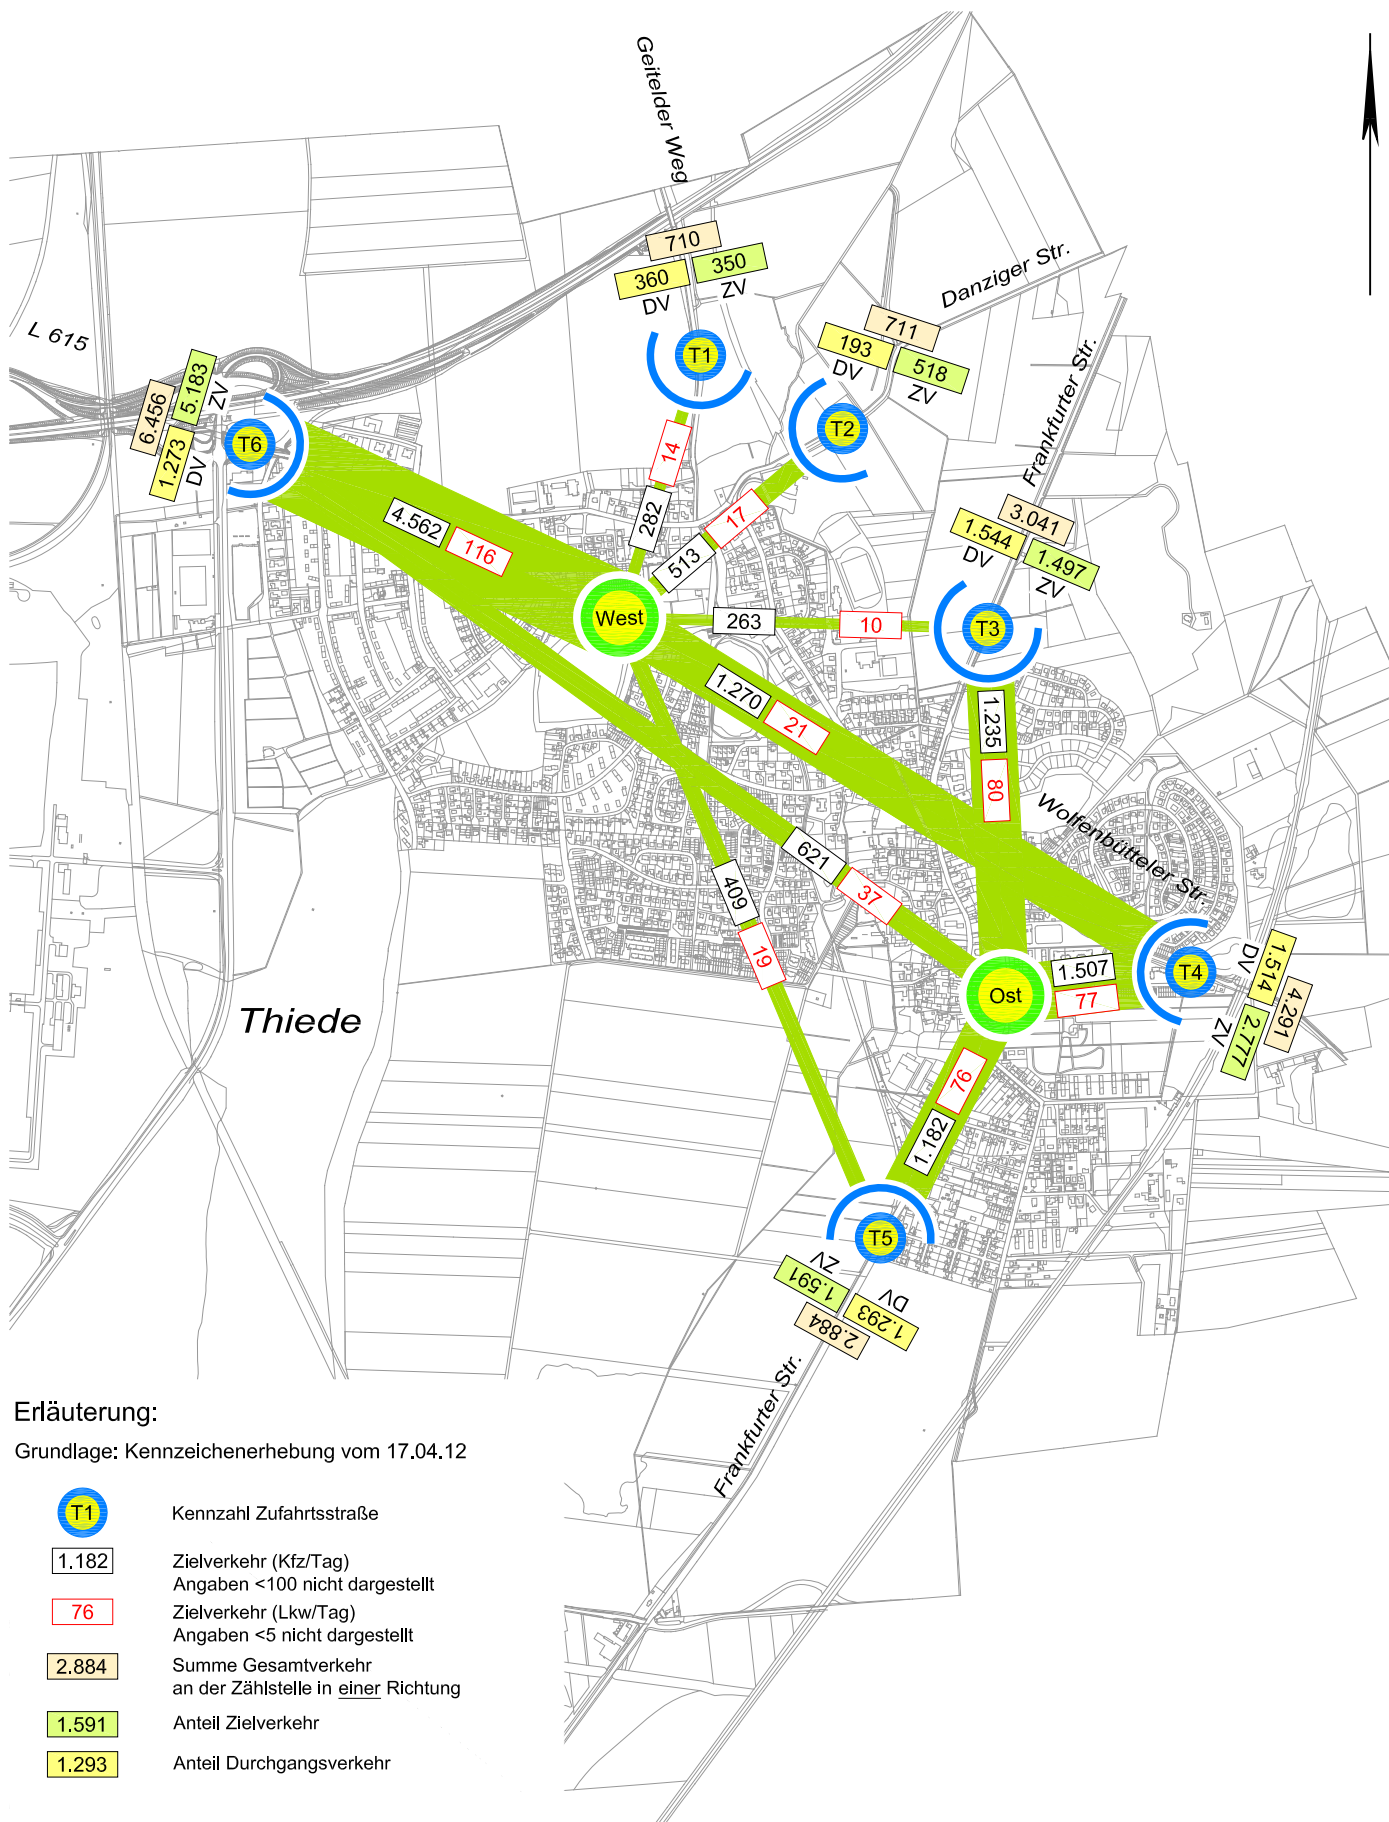 Geitelder Weg
710
360
350
DV
ZV
Danziger Str.
711
193
518
DV
ZV
L 615
T1
Frankfurter Str.
6.456
5.183
ZV
1.273
DV
T6
T2
14
4.562
116
282
17
513
3.041
1.544
1.497
DV
ZV
West
263
10
T3
1.270
21
1.235
80
Wolfenbütteler Str.
621
37
409
19
T4
1.514
DV
4.291
2.777
ZV
Ost
1.507
77
Thiede
76
1.182
T5
ZV
1.591
DV
1.293
2.884
Frankfurter Str.
Erläuterung:
Grundlage: Kennzeichenerhebung vom 17.04.12
T1 Kennzahl Zufahrtsstraße
1.182 Zielverkehr (Kfz/Tag)
Angaben <100 nicht dargestellt
76 Zielverkehr (Lkw/Tag)
Angaben <5 nicht dargestellt
2.884 Summe Gesamtverkehr
an der Zählstelle in einer Richtung
1.591 Anteil Zielverkehr
1.293 Anteil Durchgangsverkehr